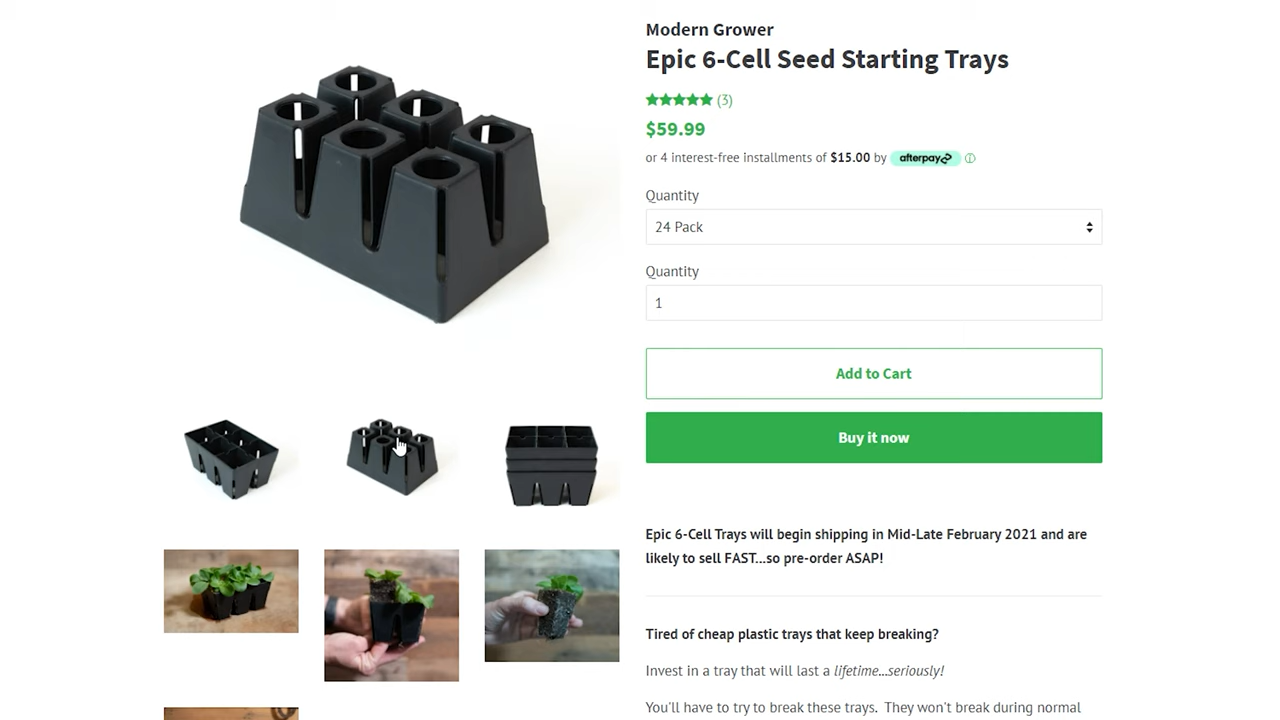 Modern Grower
Epic 6-Cell Seed Starting Trays
(3)
$59.99
or 4 interest-free installments of $15.00 by afterpay
Quantity
24 Pack
Quantity
1
Add to Cart
Buy it now
Epic 6-Cell Trays will begin shipping in Mid-Late February 2021 and are
likely to sell FAST...so pre-order ASAP!
Tired of cheap plastic trays that keep breaking?
Invest in a tray that will last a lifetime...seriously!
You'll have to try to break these trays. They won't break during normal